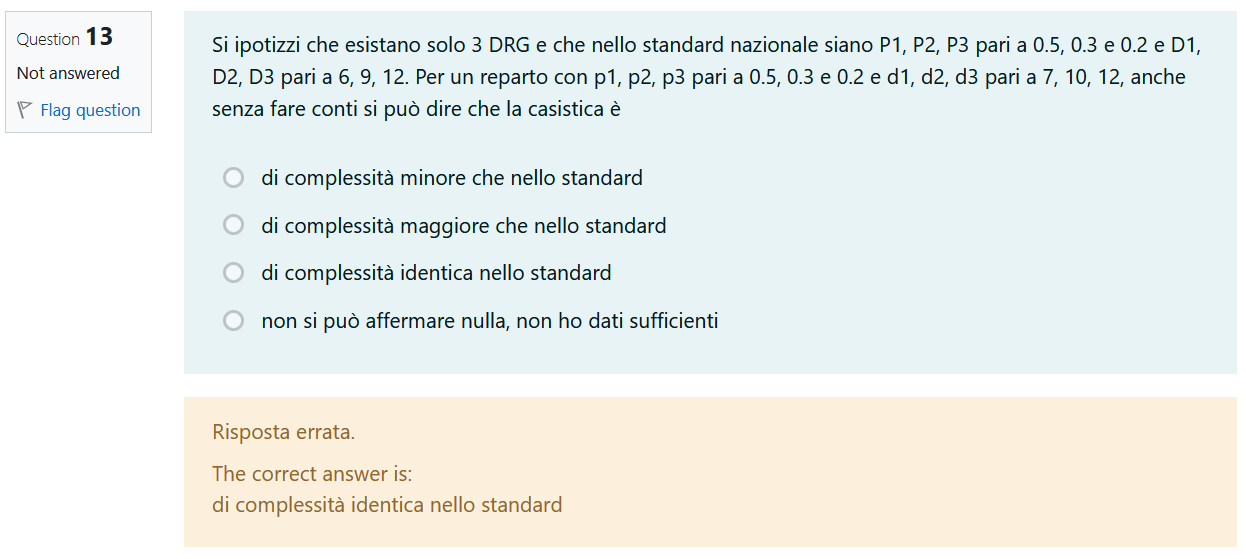 Question 13
Not answered
Flag question
Si ipotizzi che esistano solo 3 DRG e che nello standard nazionale siano P1, P2, P3 pari a 0.5, 0.3 e 0.2 e D1,
D2, D3 pari a 6, 9, 12. Per un reparto con p1, p2, p3 pari a 0.5, 0.3 e 0.2 e d1, d2, d3 pari a 7, 10, 12, anche
senza fare conti si può dire che la casistica è
di complessità minore che nello standard
di complessità maggiore che nello standard
di complessità identica nello standard
non si può affermare nulla, non ho dati sufficienti
Risposta errata.
The correct answer is:
di complessità identica nello standard